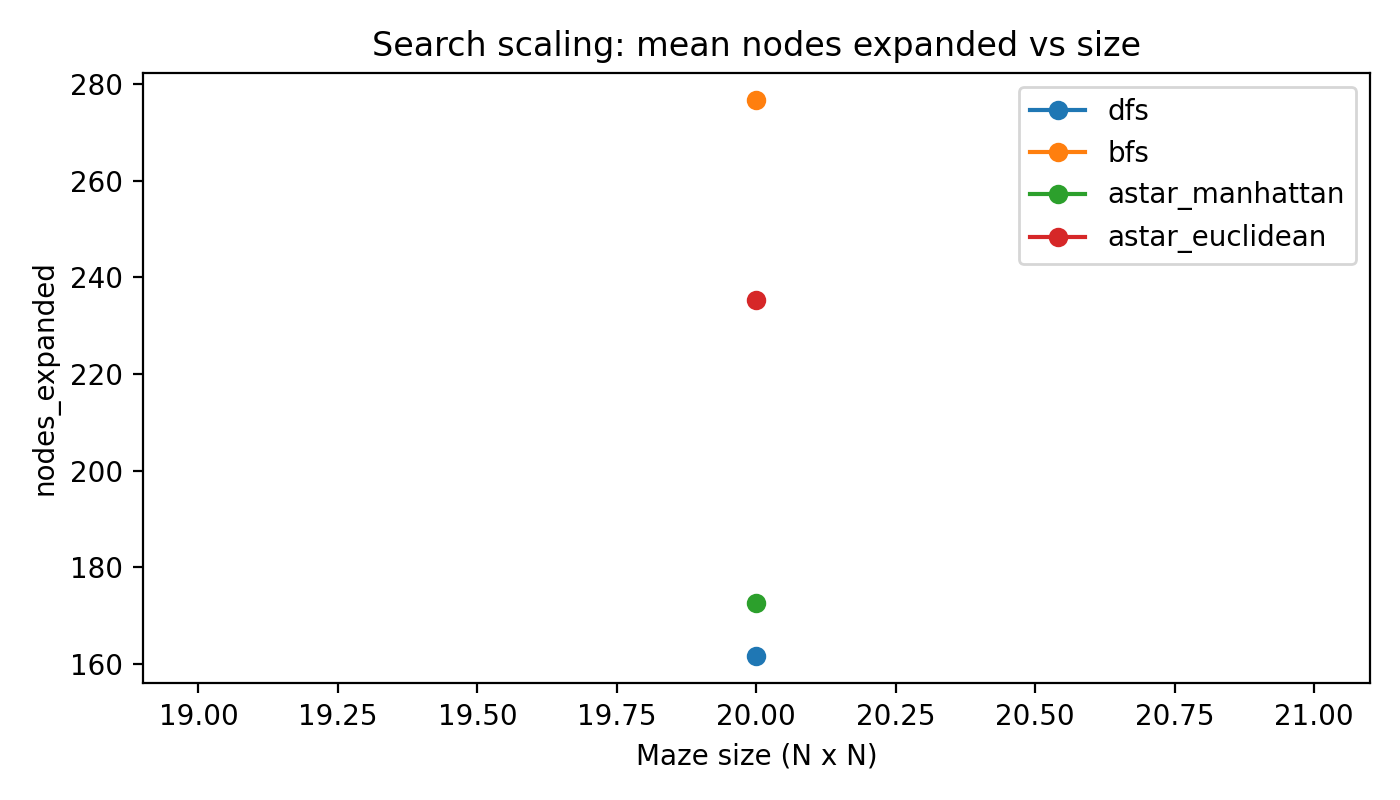 Search scaling: mean nodes expanded vs size
280
260
240
220
200
180
160
nodes_expanded
dfs
bfs
astar_manhattan
astar_euclidean
19.00 19.25 19.50 19.75 20.00 20.25 20.50 20.75 21.00
Maze size (N x N)